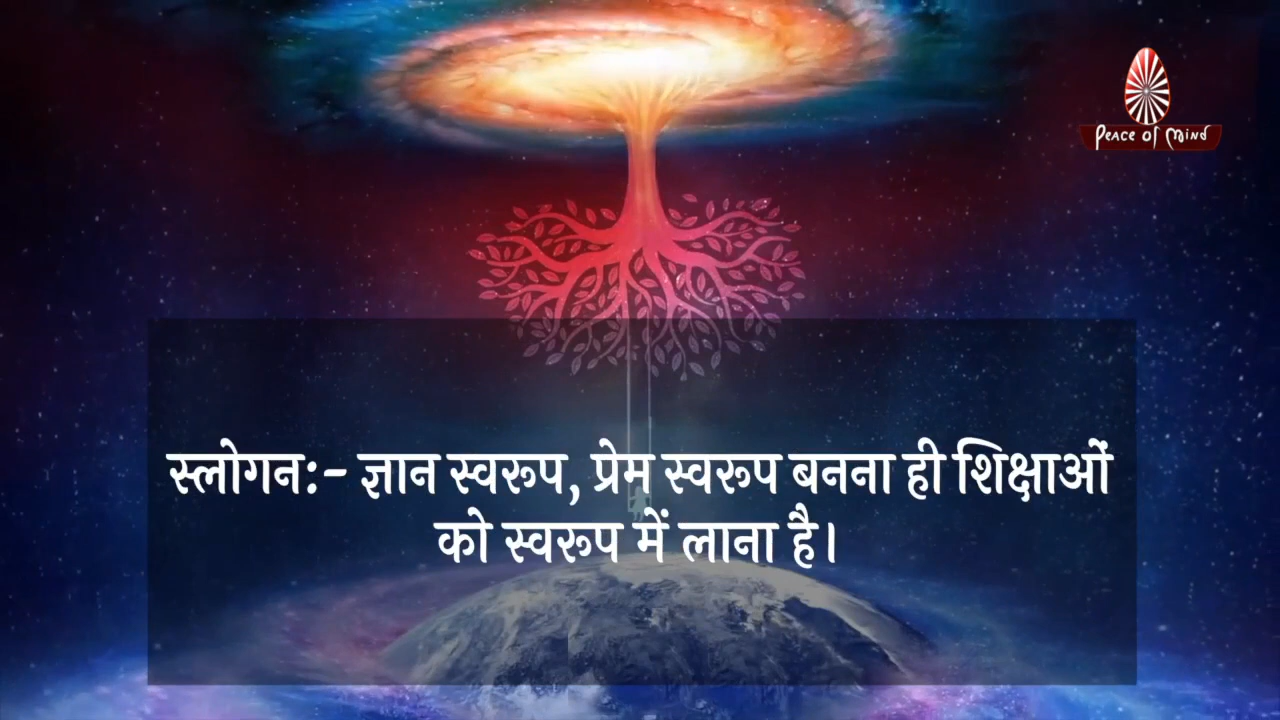 Peace of Mind
स्लोगन:- ज्ञान स्वरूप, प्रेम स्वरूप बनना ही शिक्षाओं
को स्वरूप में लाना है।